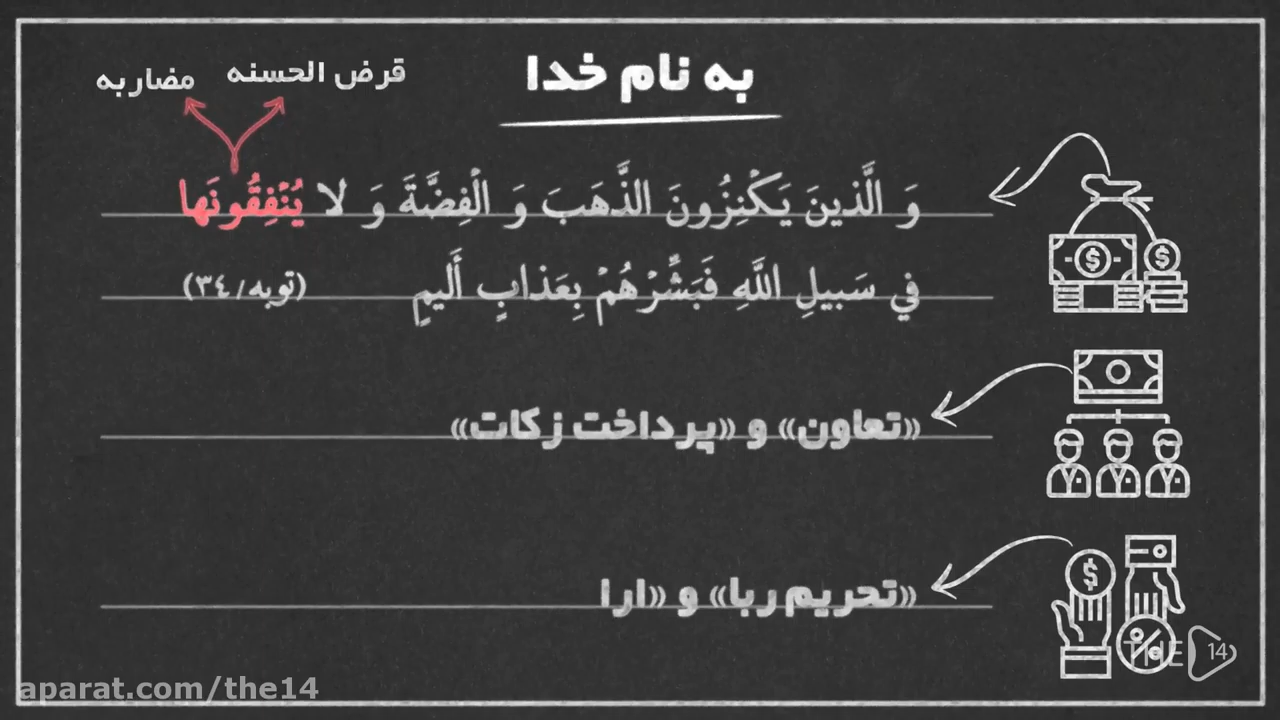 به نام خدا
قرض الحسنه
مضاربه
وَ الَّذينَ يَكْنِزُونَ الذَّهَبَ وَ الْفِضَّةَ وَ لا يُنْفِقُونَها
في سَبيلِ اللَّهِ فَبَشِّرْهُمْ بِعَذابٍ أَليمٍ (توبه/٣٤)
«تعاون» و «پرداخت زکات»
«تحریم ربا» و «ارا
THE 14
aparat.com/the14